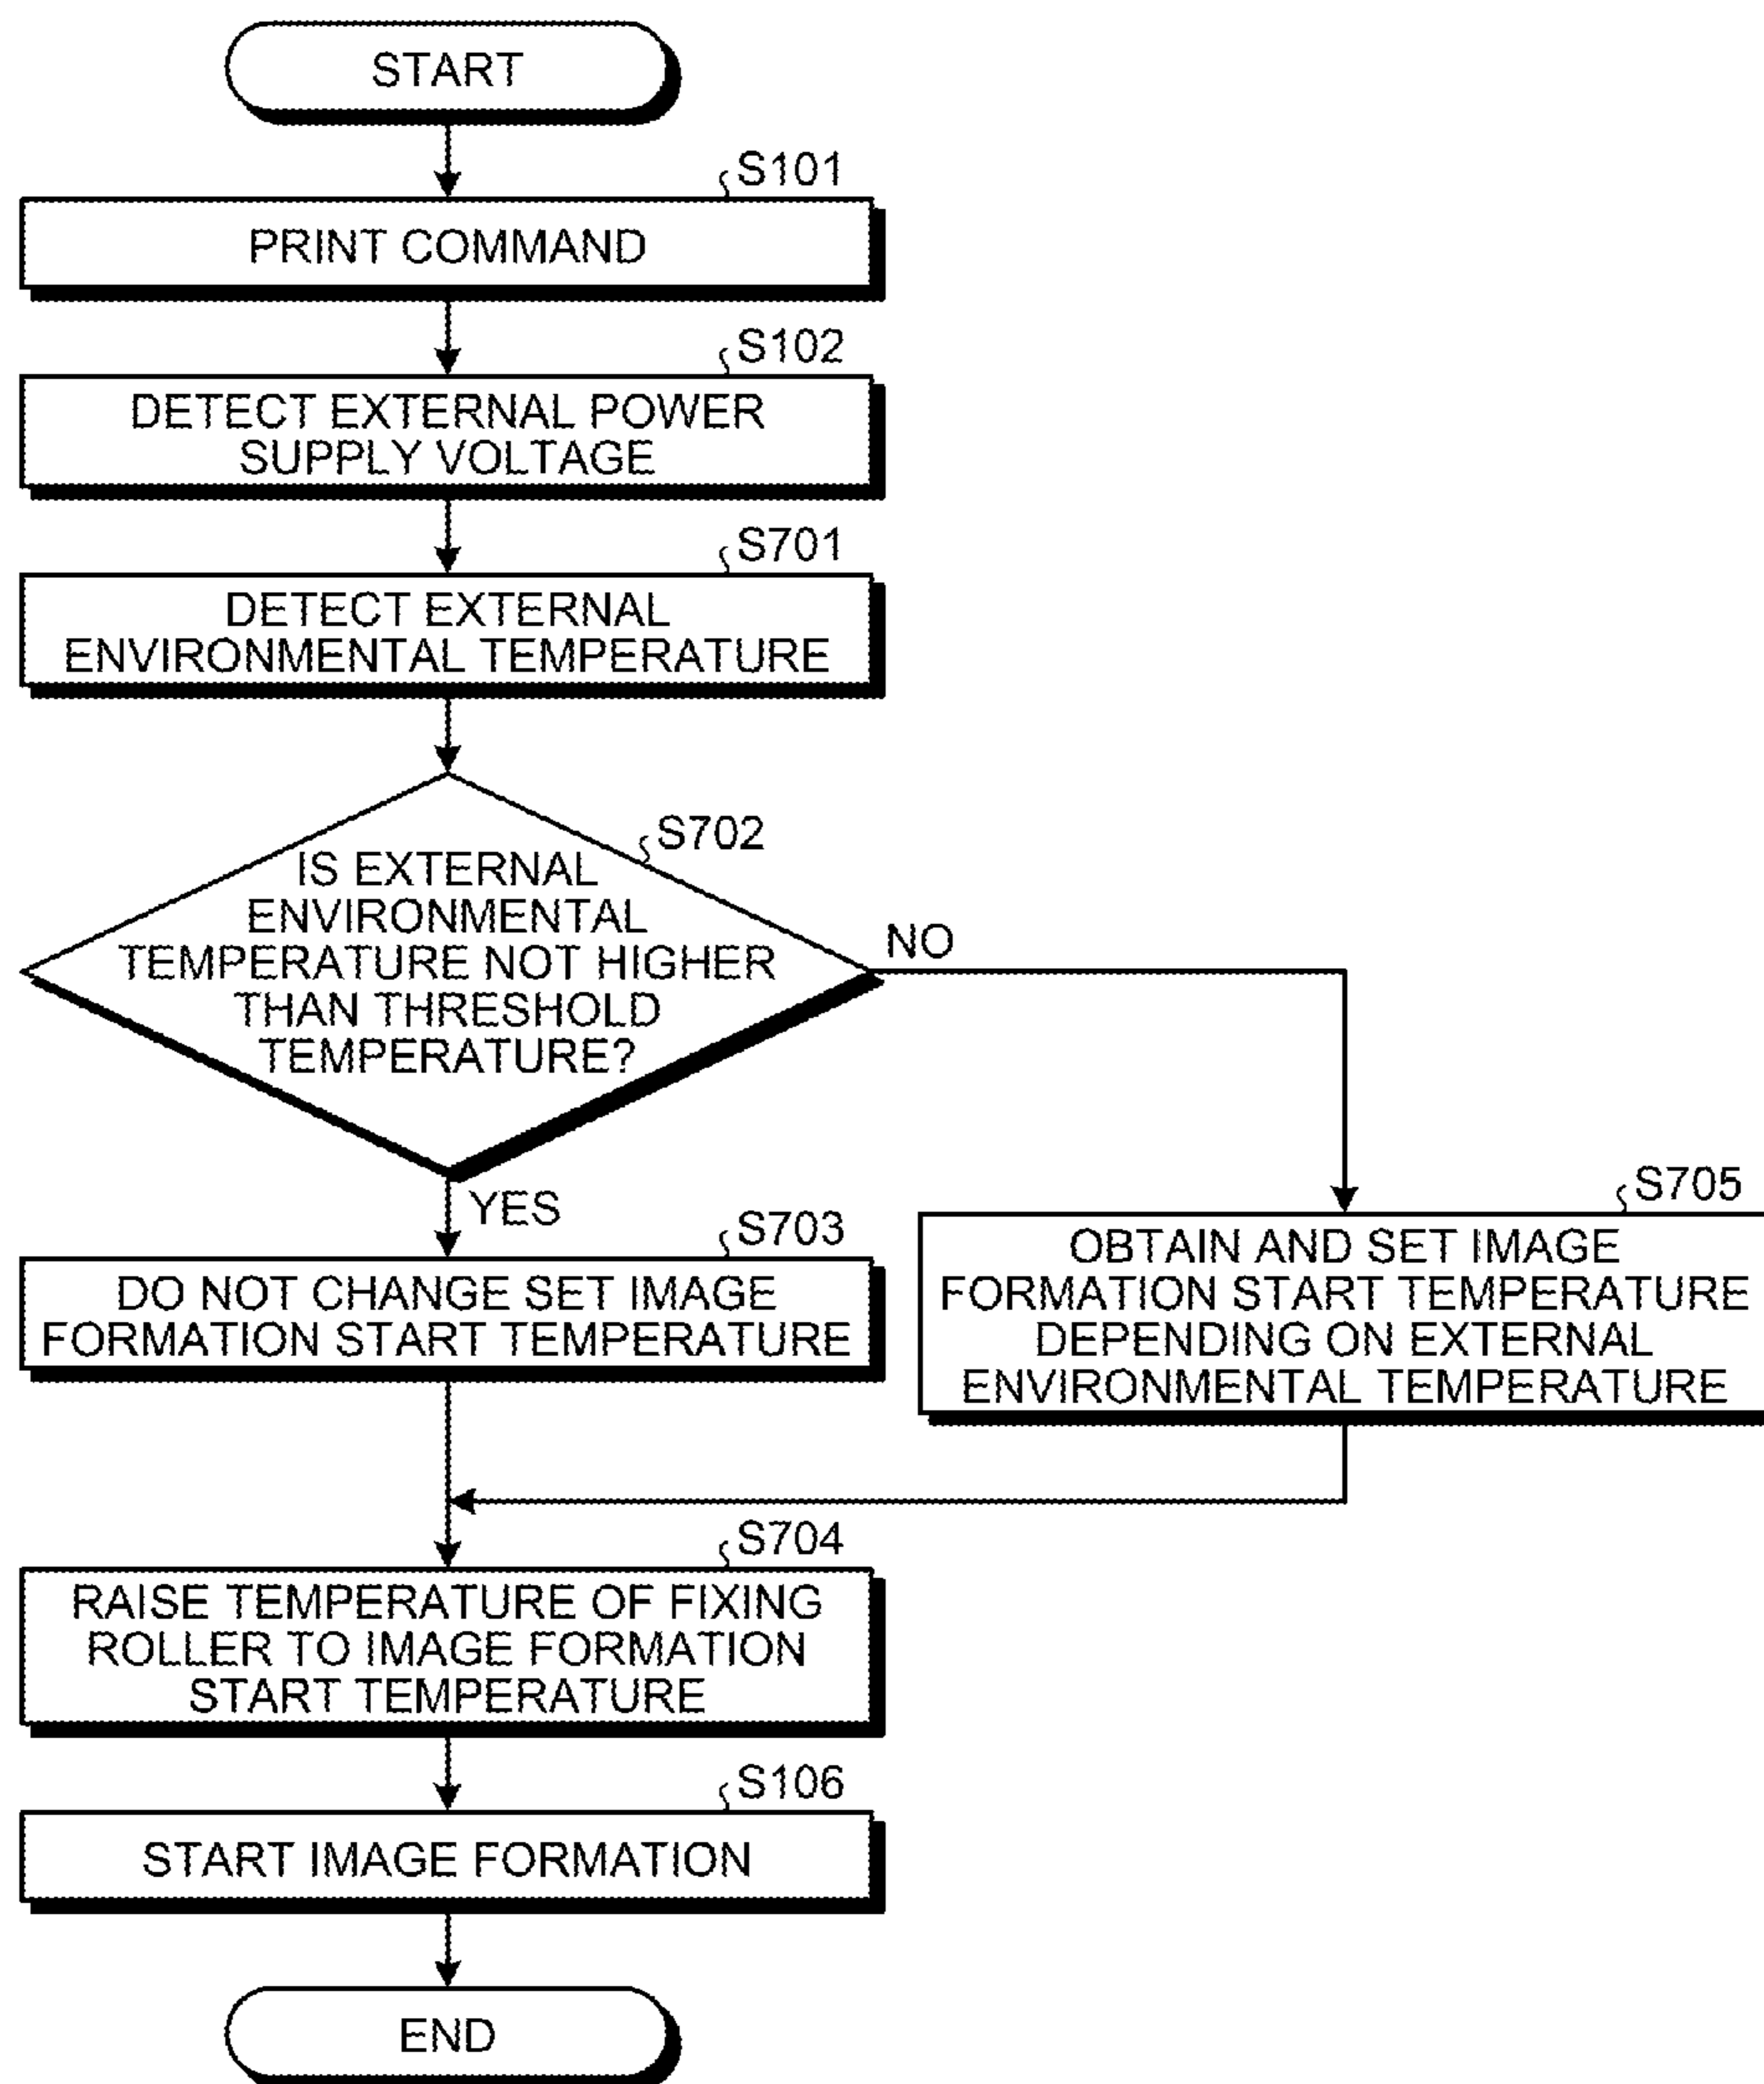 START
S101
PRINT COMMAND
S102
DETECT EXTERNAL POWER
SUPPLY VOLTAGE
S701
DETECT EXTERNAL
ENVIRONMENTAL TEMPERATURE
S702
IS EXTERNAL
ENVIRONMENTAL
TEMPERATURE NOT HIGHER
THAN THRESHOLD
TEMPERATURE?
NO
YES
S703
DO NOT CHANGE SET IMAGE
FORMATION START TEMPERATURE
S705
OBTAIN AND SET IMAGE
FORMATION START TEMPERATURE
DEPENDING ON EXTERNAL
ENVIRONMENTAL TEMPERATURE
S704
RAISE TEMPERATURE OF FIXING
ROLLER TO IMAGE FORMATION
START TEMPERATURE
S106
START IMAGE FORMATION
END